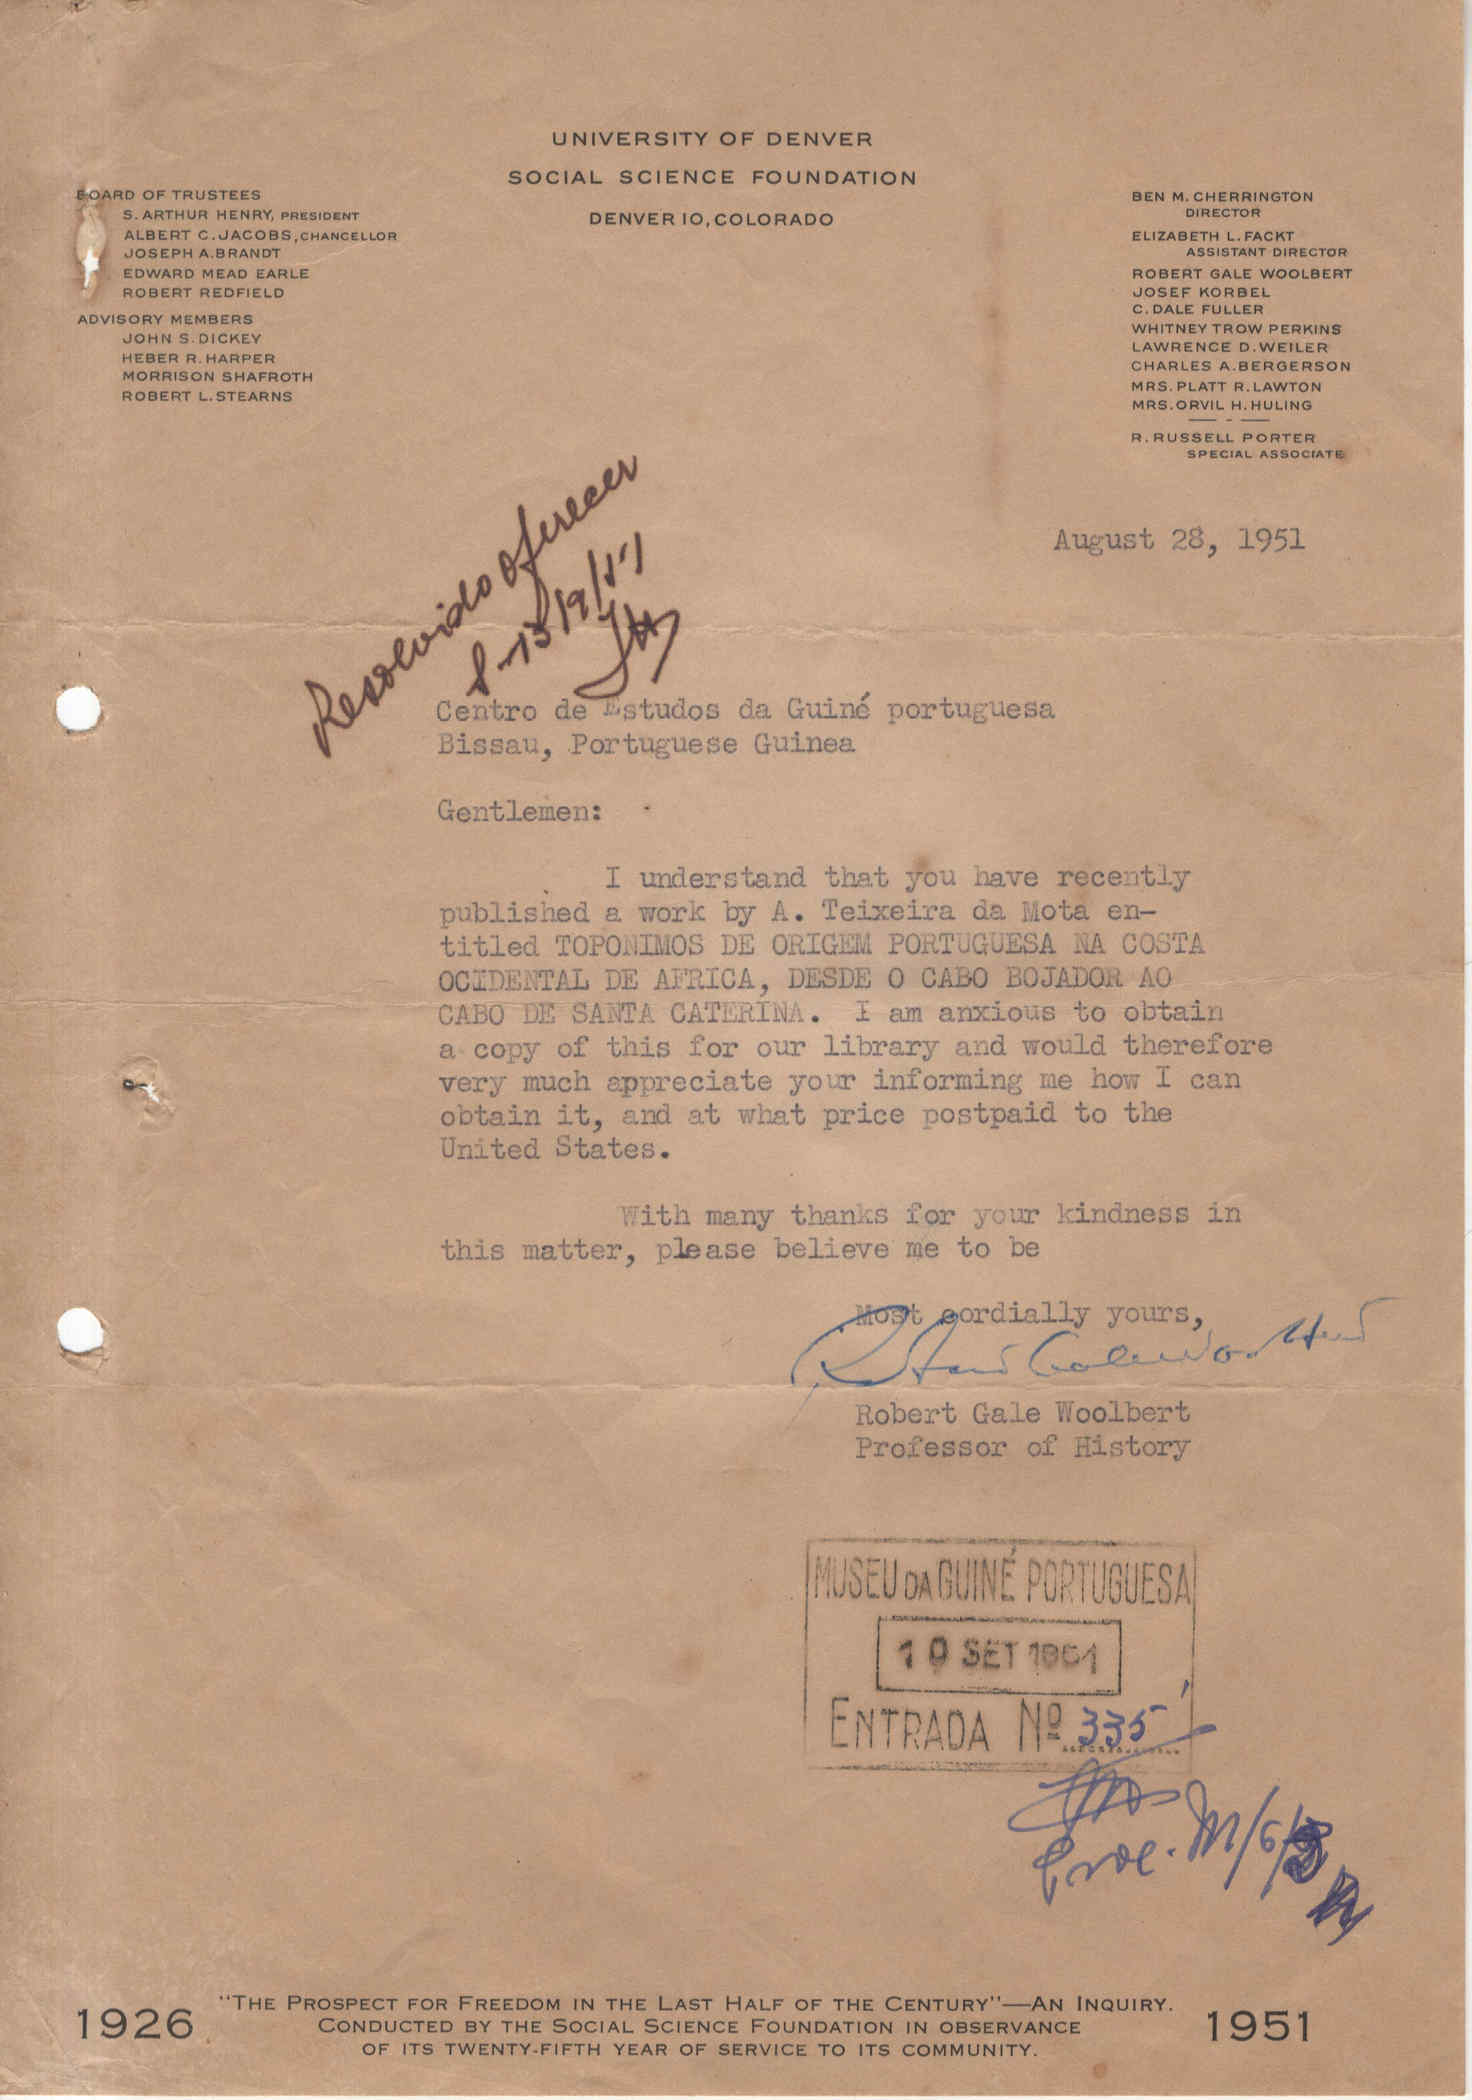 UNIVERSITY OF DENVER
SOCIAL SCIENCE FOUNDATION
DENVER 10, COLORADO
BOARD OF TRUSTEES
S. ARTHUR HENRY, PRESIDENT
ALBERT C. JACOBS, CHANCELLOR
JOSEPH A. BRANDT
EDWARD MEAD EARLE
ROBERT REDFIELD
ADVISORY MEMBERS
JOHN S. DICKEY
HEBER R. HARPER
MORRISON SHAFROTH
ROBERT L. STEARNS
BEN M. CHERRINGTON
DIRECTOR
ELIZABETH L. FACKT
ASSISTANT DIRECTOR
ROBERT GALE WOOLBERT
JOSEF KORBEL
C. DALE FULLER
WHITNEY TROW PERKINS
LAWRENCE D. WEILER
CHARLES A. BERGERSON
MRS. PLATT R. LAWTON
MRS. ORVIL H. HULING
R. RUSSELL PORTER
SPECIAL ASSOCIATE
August 28, 1951
Resolvido oferecer
Centro de Estudos da Guiné portuguesa
Bissau, Portuguese Guinea
Gentlemen:
I understand that you have recently
published a work by A. Teixeira da Mota en-
titled TOPONIMOS DE ORIGEM PORTUGUESA NA COSTA
OCIDENTAL DE AFRICA, DESDE O CABO BOJADOR AO
CABO DE SANTA CATERINA. I am anxious to obtain
a copy of this for our library and would therefore
very much appreciate your informing me how I can
obtain it, and at what price postpaid to the
United States.
With many thanks for your kindness in
this matter, please believe me to be
Most cordially yours,
Robert Gale Woolbert
Robert Gale Woolbert
Professor of History
MUSEU DA GUINÉ PORTUGUESA
10 SET 1951
ENTRADA Nº 335
"THE PROSPECT FOR FREEDOM IN THE LAST HALF OF THE CENTURY"—AN INQUIRY.
1926 CONDUCTED BY THE SOCIAL SCIENCE FOUNDATION IN OBSERVANCE 1951
OF ITS TWENTY-FIFTH YEAR OF SERVICE TO ITS COMMUNITY.